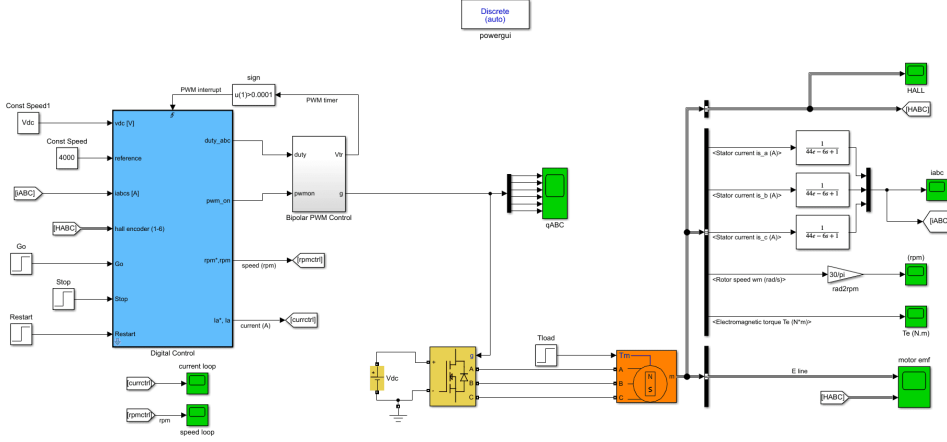 Discrete
(auto)
powergui
sign
u(1)>0.0001
PWM interrupt
PWM timer
Const Speed1
Vdc
Const Speed
4000
[iABC]
[HABC]
Go
Stop
Restart
vdc [V]
reference
iabcs [A]
hall encoder (1-6)
Go
Stop
Restart
duty_abc
pwm_on
rpm*,rpm
Ia*, Ia
Digital Control
duty
pwmon
Vtr
g
Bipolar PWM Control
speed (rpm)
[rpmctrl]
current (A)
[currctrl]
qABC
current loop
[currctrl]
[rpmctrl]
rpm
speed loop
Vdc
+
-
g
A
B
C
Tload
Tm
A
B
C
N
S
m
HALL
[HABC]
<Stator current is_a (A)>
1
44e - 6s + 1
<Stator current is_b (A)>
1
44e - 6s + 1
<Stator current is_c (A)>
1
44e - 6s + 1
iabc
[iABC
<Rotor speed wm (rad/s)>
30/pi
rad2rpm
(rpm)
<Electromagnetic torque Te (N*m)>
Te (N.m)
E line
motor emf
[HABC]